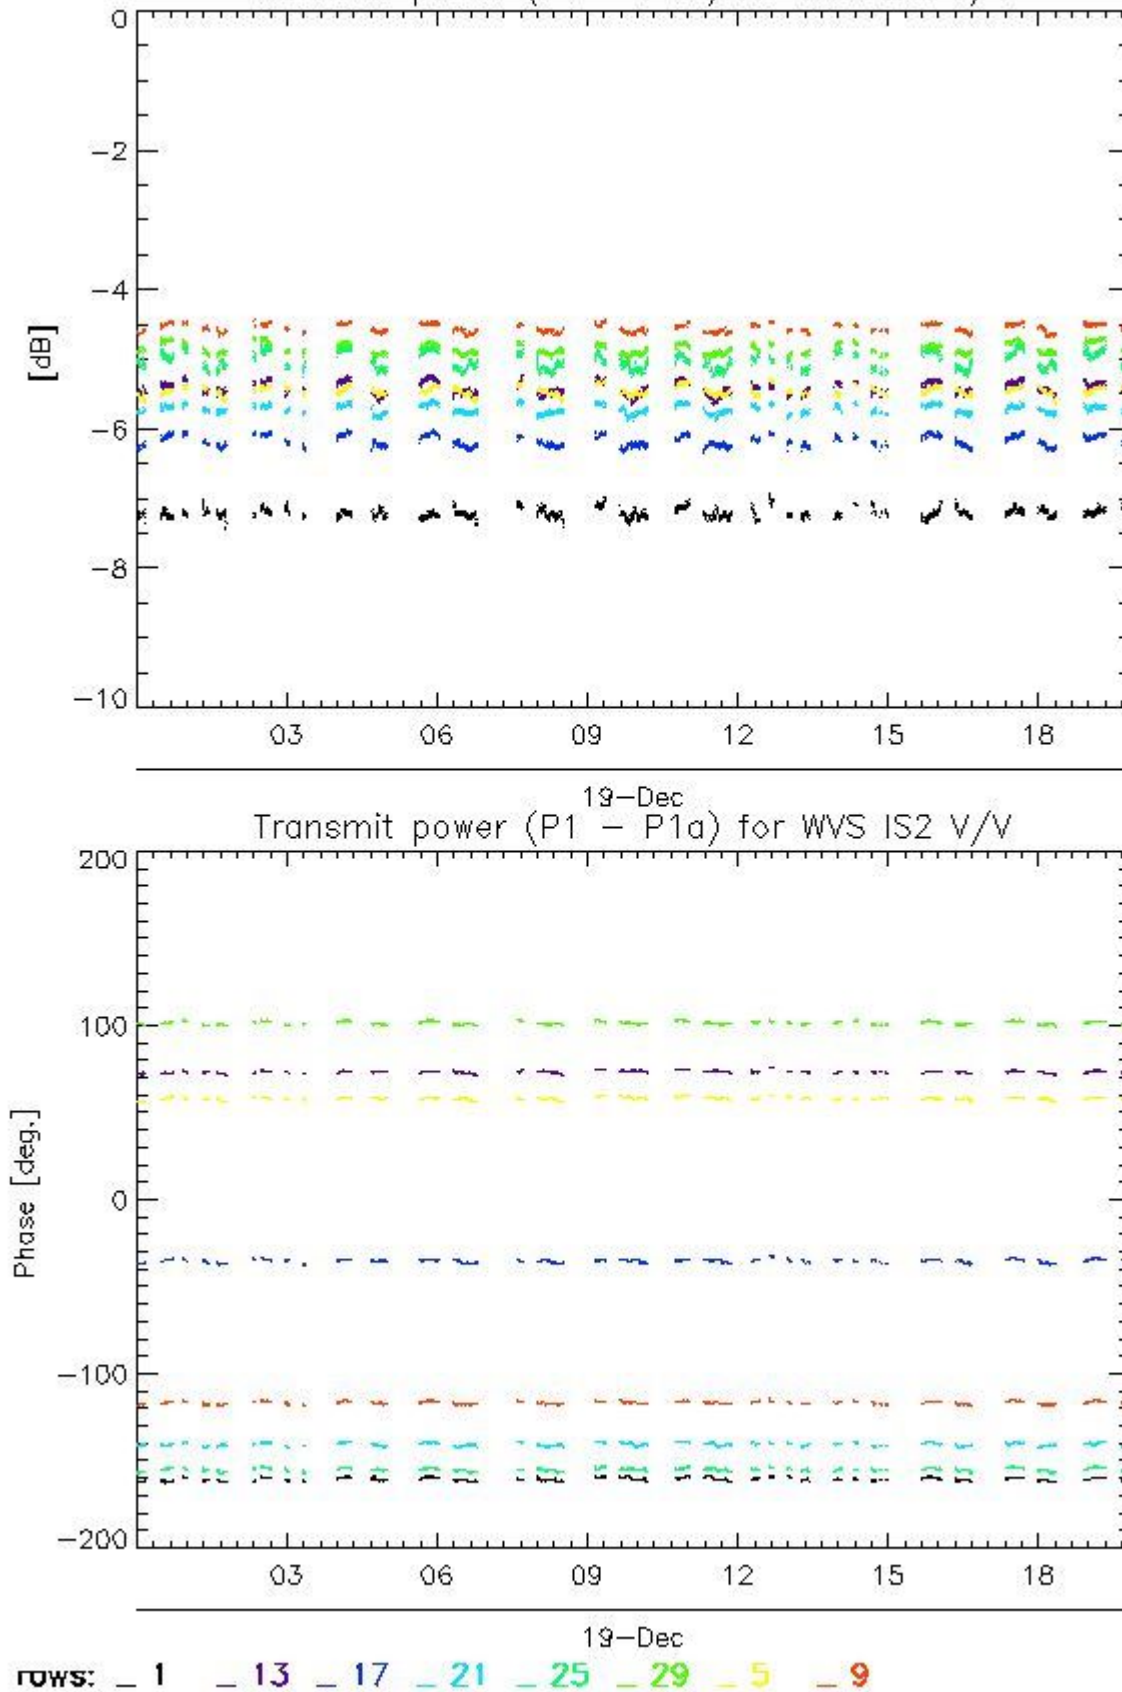 0
-2
-4
[dB]
-6
-8
-10
03 06 09 12 15 18
19-Dec
Transmit power (P1 - P1a) for WVS IS2 V/V
200
100
0
Phase [deg.]
-100
-200
03 06 09 12 15 18
19-Dec
rows: _ 1 _ 13 _ 17 _ 21 _ 25 _ 29 _ 5 _ 9